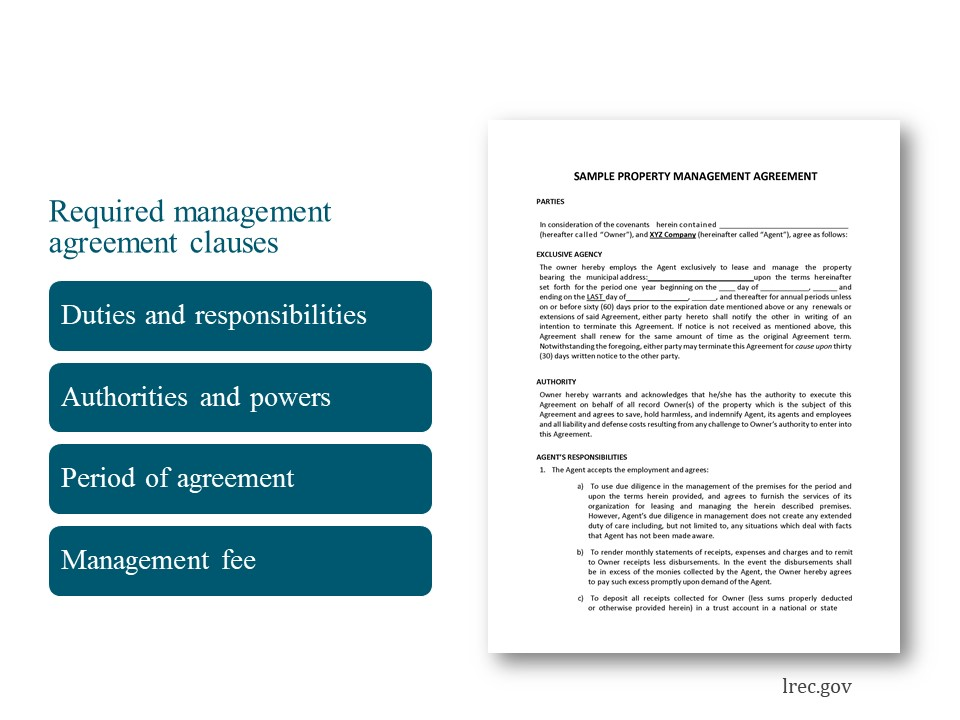 Required management
agreement clauses
Duties and responsibilities
Authorities and powers
Period of agreement
Management fee
SAMPLE PROPERTY MANAGEMENT AGREEMENT
PARTIES
In consideration of the covenants herein contained ______________________________
(hereafter called “Owner”), and XYZ Company (hereinafter called “Agent”), agree as follows:
EXCLUSIVE AGENCY
The owner hereby employs the Agent exclusively to lease and manage the property
bearing the municipal address:________________________upon the terms hereinafter
set forth for the period one year beginning on the ____ day of ____________, ______ and
ending on the LAST day of_______________, ______, and thereafter for annual periods unless
on or before sixty (60) days prior to the expiration date mentioned above or any renewals or
extensions of said Agreement, either party hereto shall notify the other in writing of an
intention to terminate this Agreement. If notice is not received as mentioned above, this
Agreement shall renew for the same amount of time as the original Agreement term.
Notwithstanding the foregoing, either party may terminate this Agreement for cause upon thirty
(30) days written notice to the other party.
AUTHORITY
Owner hereby warrants and acknowledges that he/she has the authority to execute this
Agreement on behalf of all record Owner(s) of the property which is the subject of this
Agreement and agrees to save, hold harmless, and indemnify Agent, its agents and employees
and all liability and defense costs resulting from any challenge to Owner’s authority to enter into
this Agreement.
AGENT’S RESPONSIBILITIES
1. The Agent accepts the employment and agrees:
a) To use due diligence in the management of the premises for the period and
upon the terms herein provided, and agrees to furnish the services of its
organization for leasing and managing the herein described premises.
However, Agent’s due diligence in management does not create any extended
duty of care including, but not limited to, any situations which deal with facts
that Agent has not been made aware.
b) To render monthly statements of receipts, expenses and charges and to remit
to Owner receipts less disbursements. In the event the disbursements shall
be in excess of the monies collected by the Agent, the Owner hereby agrees
to pay such excess promptly upon demand of the Agent.
c) To deposit all receipts collected for Owner (less sums properly deducted
or otherwise provided herein) in a trust account in a national or state
lrec.gov